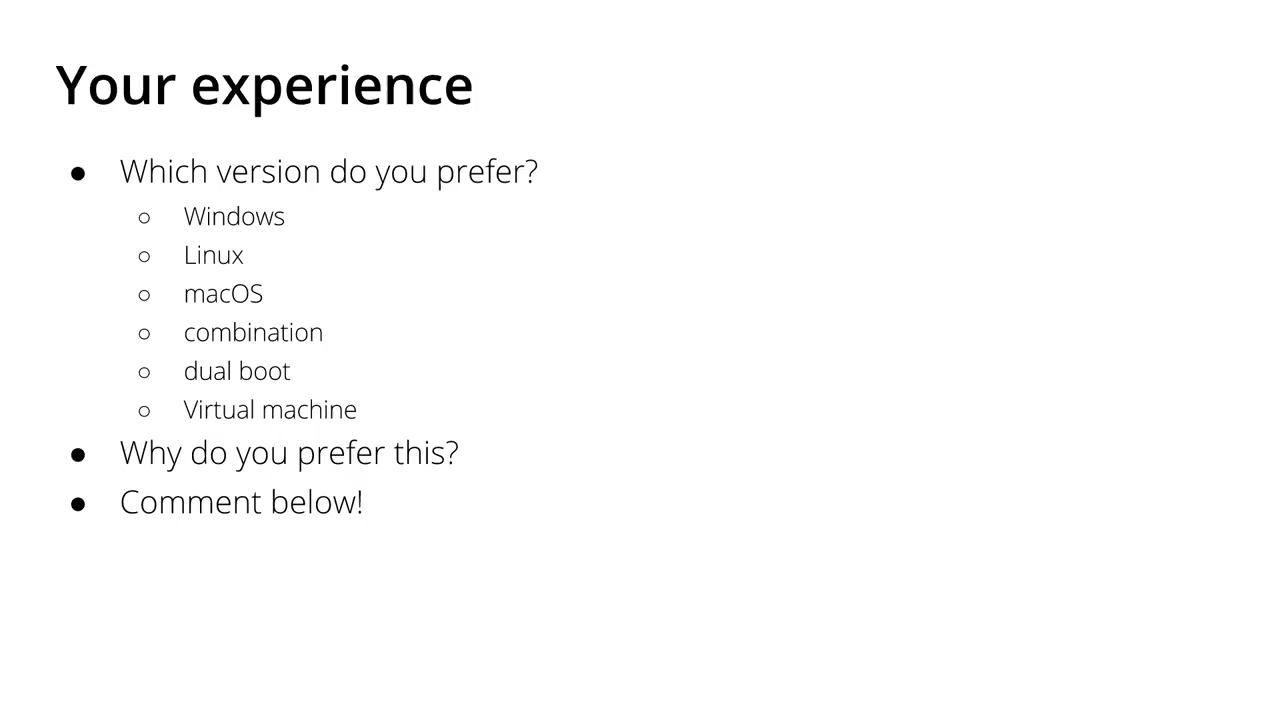 Your experience
● Which version do you prefer?
○ Windows
○ Linux
○ macOS
○ combination
○ dual boot
○ Virtual machine
● Why do you prefer this?
● Comment below!